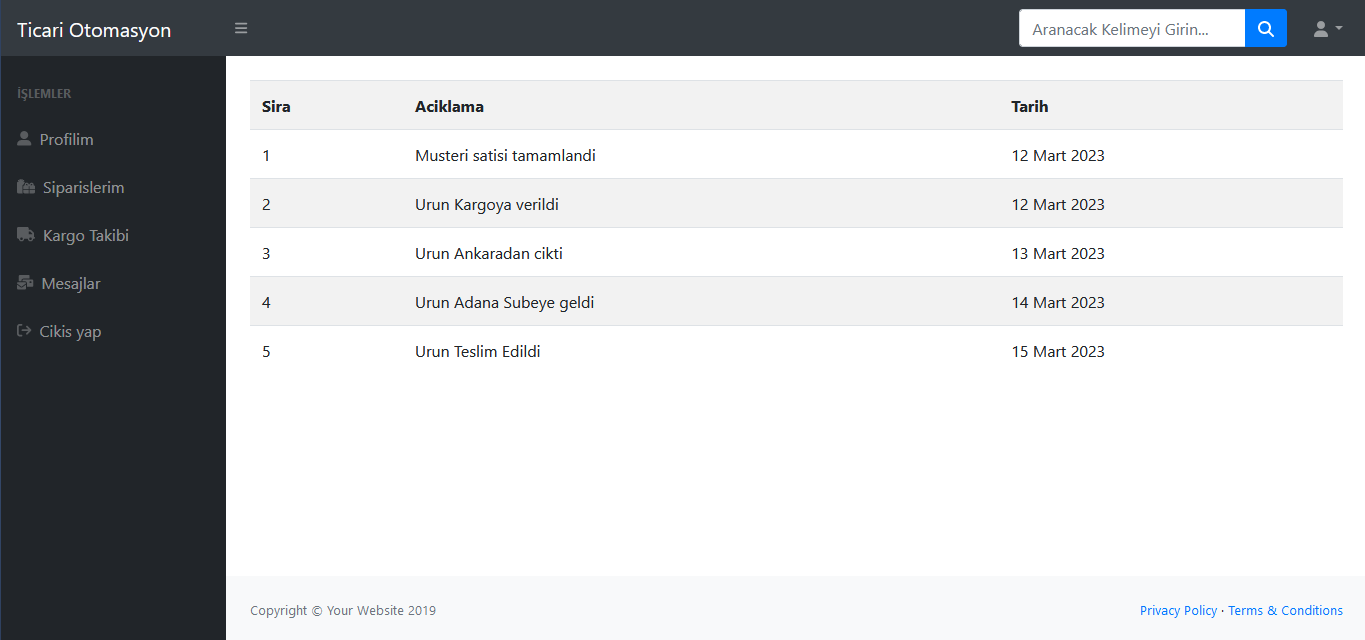 Ticari Otomasyon
Aranacak Kelimeyi Girin...
İŞLEMLER
Profilim
Siparislerim
Kargo Takibi
Mesajlar
Cikis yap
Sira Aciklama Tarih
1 Musteri satisi tamamlandi 12 Mart 2023
2 Urun Kargoya verildi 12 Mart 2023
3 Urun Ankaradan cikti 13 Mart 2023
4 Urun Adana Subeye geldi 14 Mart 2023
5 Urun Teslim Edildi 15 Mart 2023
Copyright © Your Website 2019
Privacy Policy · Terms & Conditions